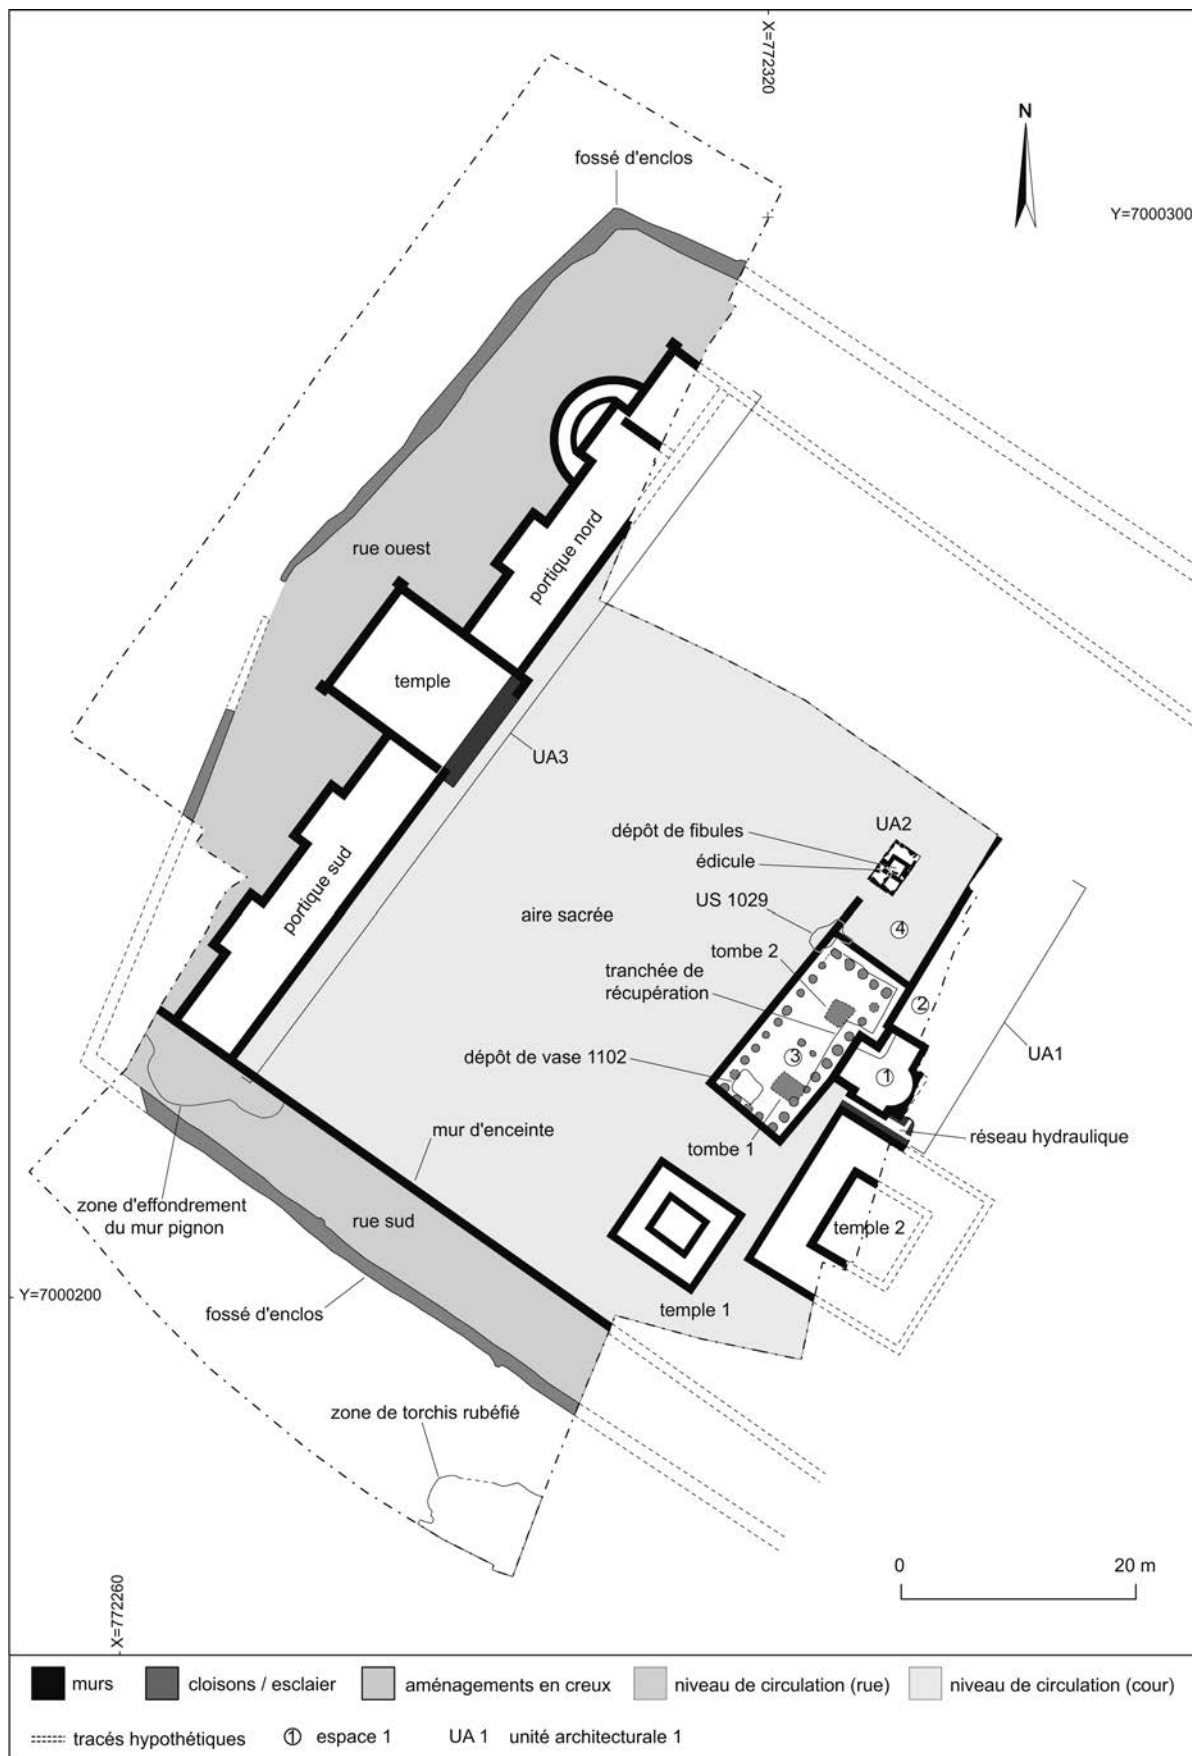 X=772320
N
fossé d'enclos
Y=7000300
rue ouest
portique nord
temple
UA3
dépôt de fibules
UA2
édicule
portique sud
US 1029
aire sacrée
4
tombe 2
tranchée de
récupération
2
dépôt de vase 1102
3
UA1
1
mur d'enceinte
réseau hydraulique
tombe 1
zone d'effondrement
du mur pignon
rue sud
temple 2
Y=7000200
fossé d'enclos
temple 1
zone de torchis rubéfié
0 20 m
X=772260
murs cloisons / esclaier aménagements en creux niveau de circulation (rue) niveau de circulation (cour)
tracés hypothétiques 1 espace 1 UA 1 unité architecturale 1